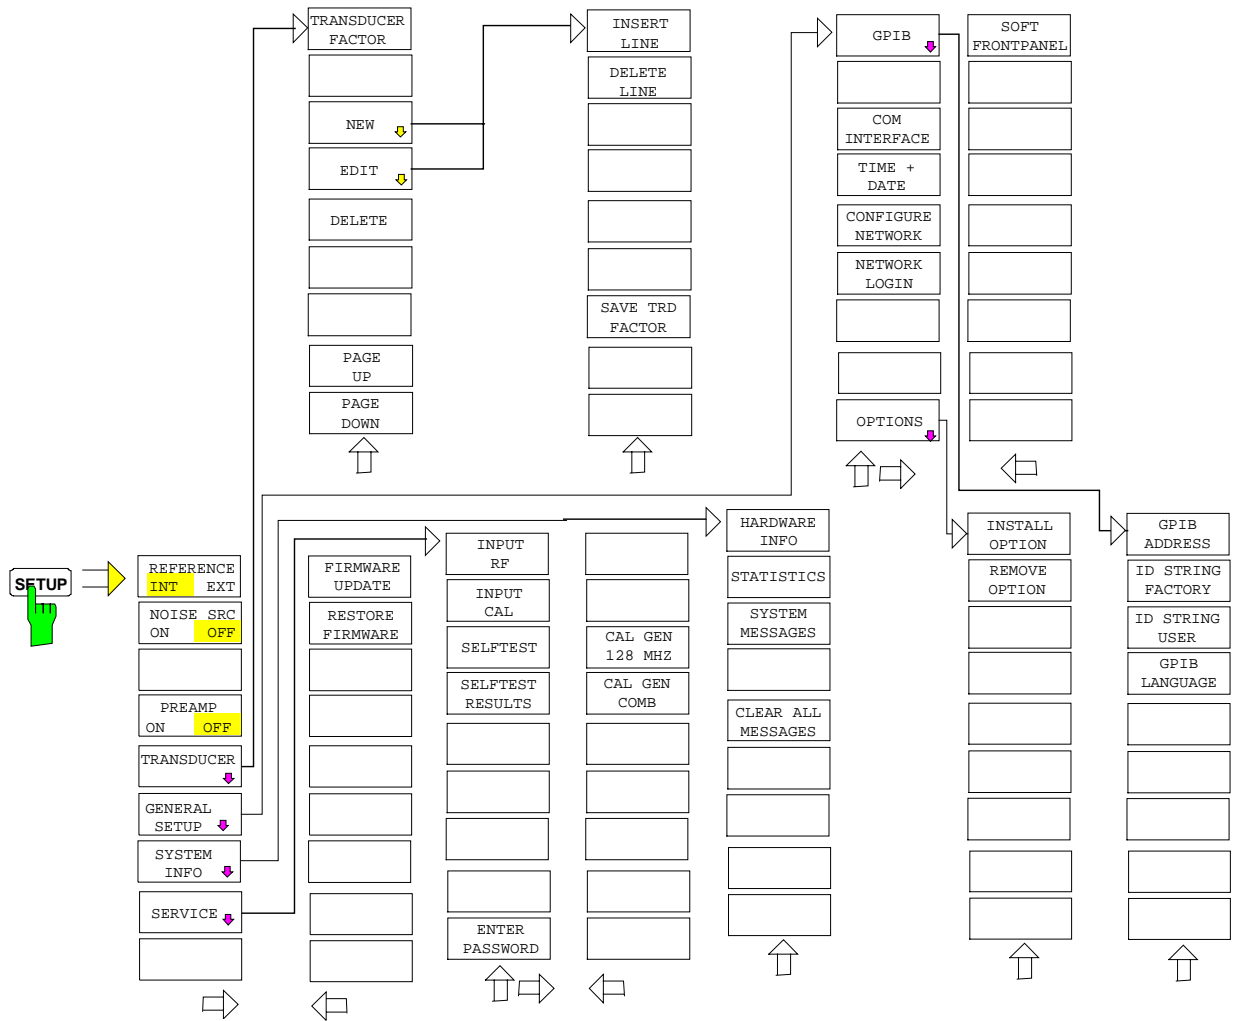 TRANSDUCER
FACTOR
NEW
EDIT
DELETE
PAGE
UP
PAGE
DOWN
INSERT
LINE
DELETE
LINE
SAVE TRD
FACTOR
GPIB
COM
INTERFACE
TIME +
DATE
CONFIGURE
NETWORK
NETWORK
LOGIN
OPTIONS
SOFT
FRONTPANEL
SETUP
REFERENCE
INT EXT
NOISE SRC
ON OFF
PREAMP
ON OFF
TRANSDUCER
GENERAL
SETUP
SYSTEM
INFO
SERVICE
FIRMWARE
UPDATE
RESTORE
FIRMWARE
INPUT
RF
INPUT
CAL
SELFTEST
SELFTEST
RESULTS
ENTER
PASSWORD
CAL GEN
128 MHZ
CAL GEN
COMB
HARDWARE
INFO
STATISTICS
SYSTEM
MESSAGES
CLEAR ALL
MESSAGES
INSTALL
OPTION
REMOVE
OPTION
GPIB
ADDRESS
ID STRING
FACTORY
ID STRING
USER
GPIB
LANGUAGE